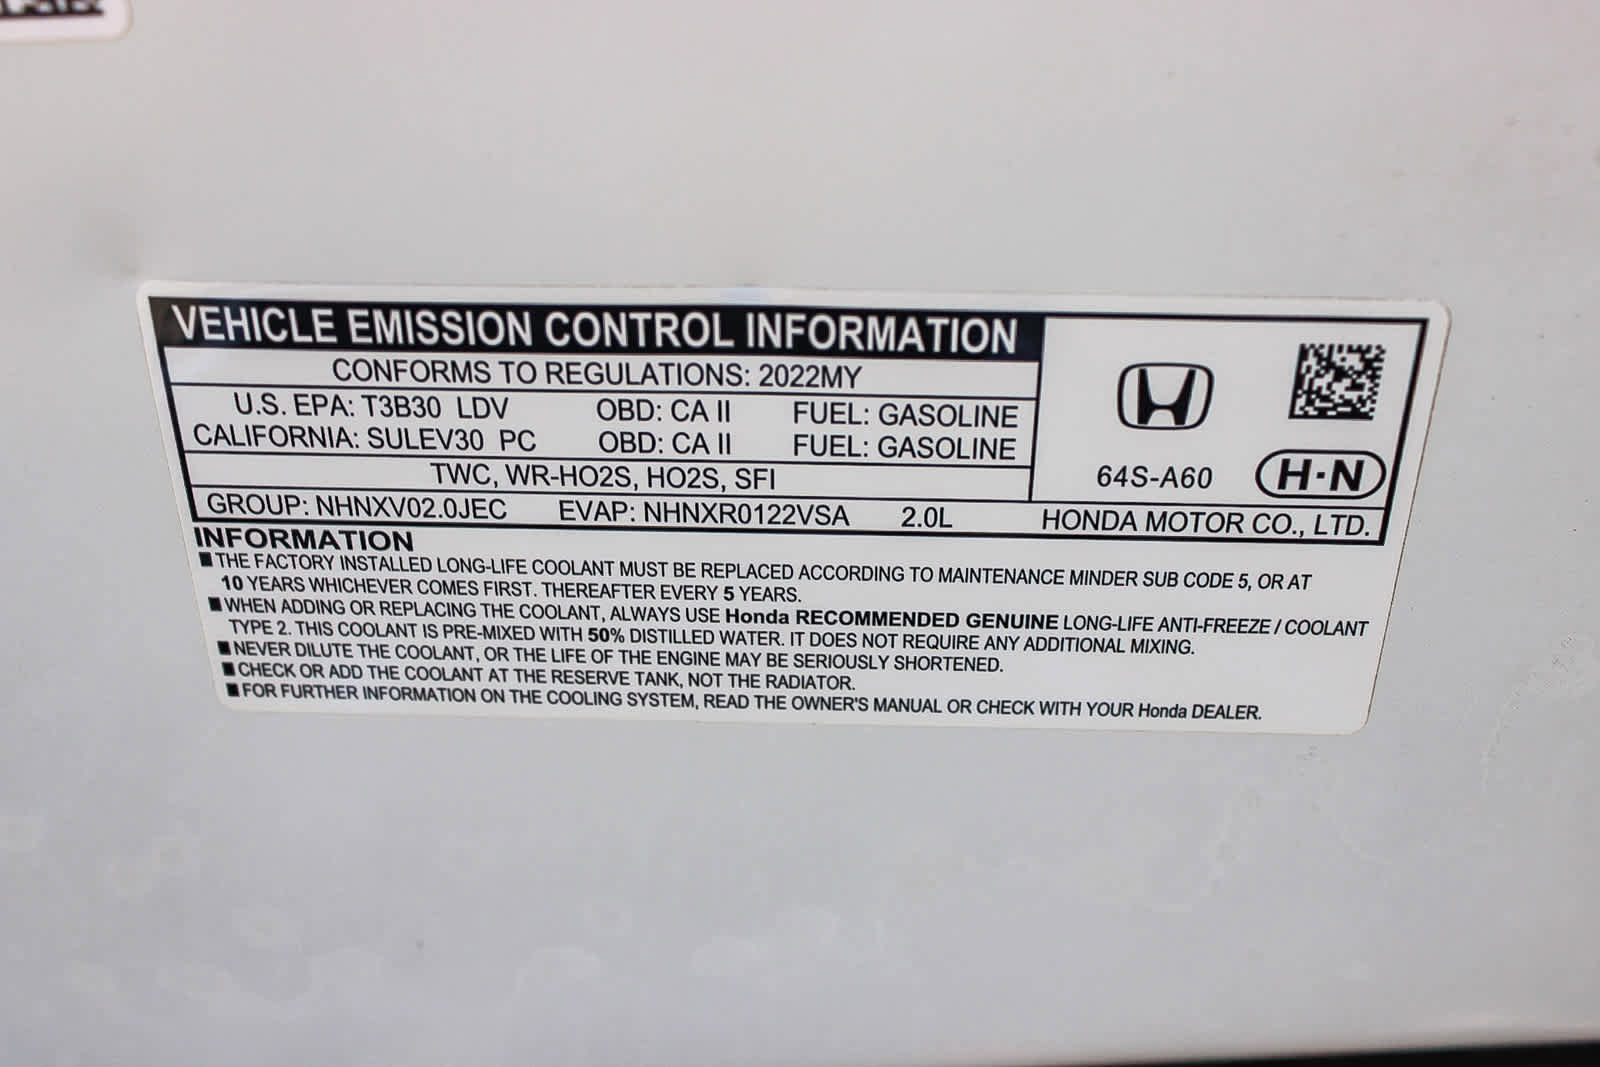 VEHICLE EMISSION CONTROL INFORMATION
CONFORMS TO REGULATIONS: 2022MY
U.S. EPA: T3B30 LDV OBD: CA II FUEL: GASOLINE
CALIFORNIA: SULEV30 PC OBD: CA II FUEL: GASOLINE
TWC, WR-HO2S, HO2S, SFI
64S-A60 H·N
GROUP: NHNXV02.0JEC EVAP: NHNXR0122VSA 2.0L HONDA MOTOR CO., LTD.
INFORMATION
■ THE FACTORY INSTALLED LONG-LIFE COOLANT MUST BE REPLACED ACCORDING TO MAINTENANCE MINDER SUB CODE 5, OR AT
10 YEARS WHICHEVER COMES FIRST. THEREAFTER EVERY 5 YEARS.
■ WHEN ADDING OR REPLACING THE COOLANT, ALWAYS USE Honda RECOMMENDED GENUINE LONG-LIFE ANTI-FREEZE / COOLANT
TYPE 2. THIS COOLANT IS PRE-MIXED WITH 50% DISTILLED WATER. IT DOES NOT REQUIRE ANY ADDITIONAL MIXING.
■ NEVER DILUTE THE COOLANT, OR THE LIFE OF THE ENGINE MAY BE SERIOUSLY SHORTENED.
■ CHECK OR ADD THE COOLANT AT THE RESERVE TANK, NOT THE RADIATOR.
■ FOR FURTHER INFORMATION ON THE COOLING SYSTEM, READ THE OWNER'S MANUAL OR CHECK WITH YOUR Honda DEALER.